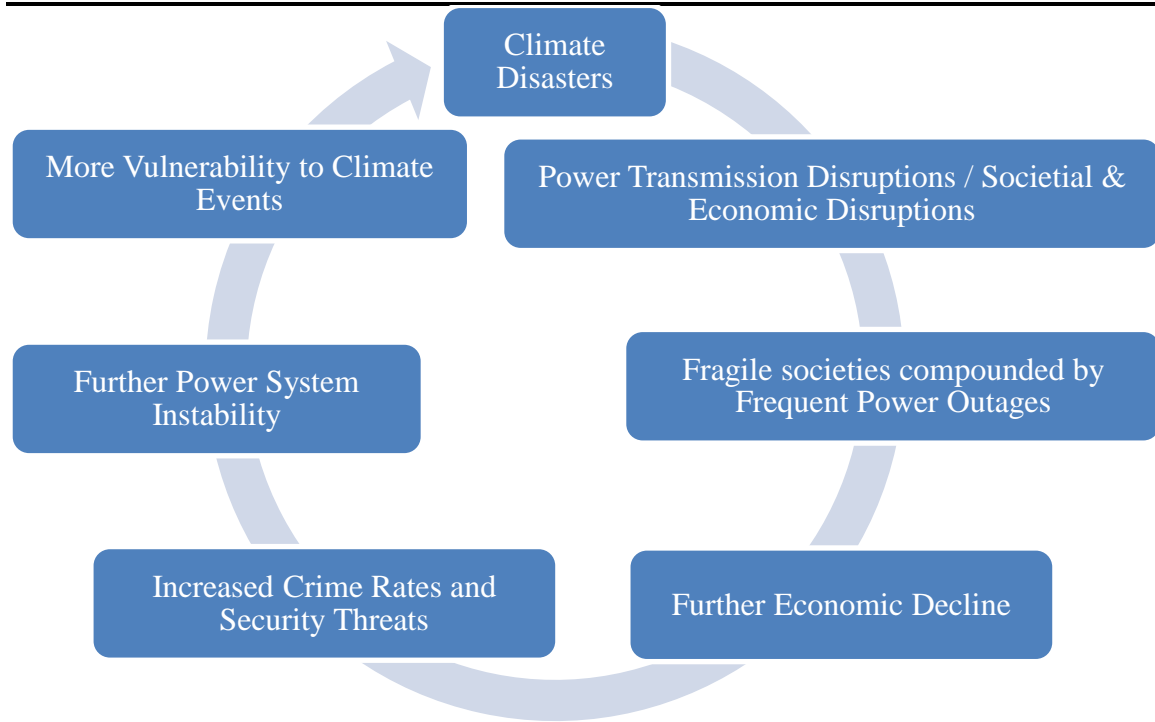 Climate
Disasters
Power Transmission Disruptions / Societial &
Economic Disruptions
Fragile societies compounded by
Frequent Power Outages
Further Economic Decline
Increased Crime Rates and
Security Threats
Further Power System
Instability
More Vulnerability to Climate
Events